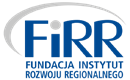 FiRR
FUNDACJA INSTYTUT
ROZWOJU REGIONALNEGO